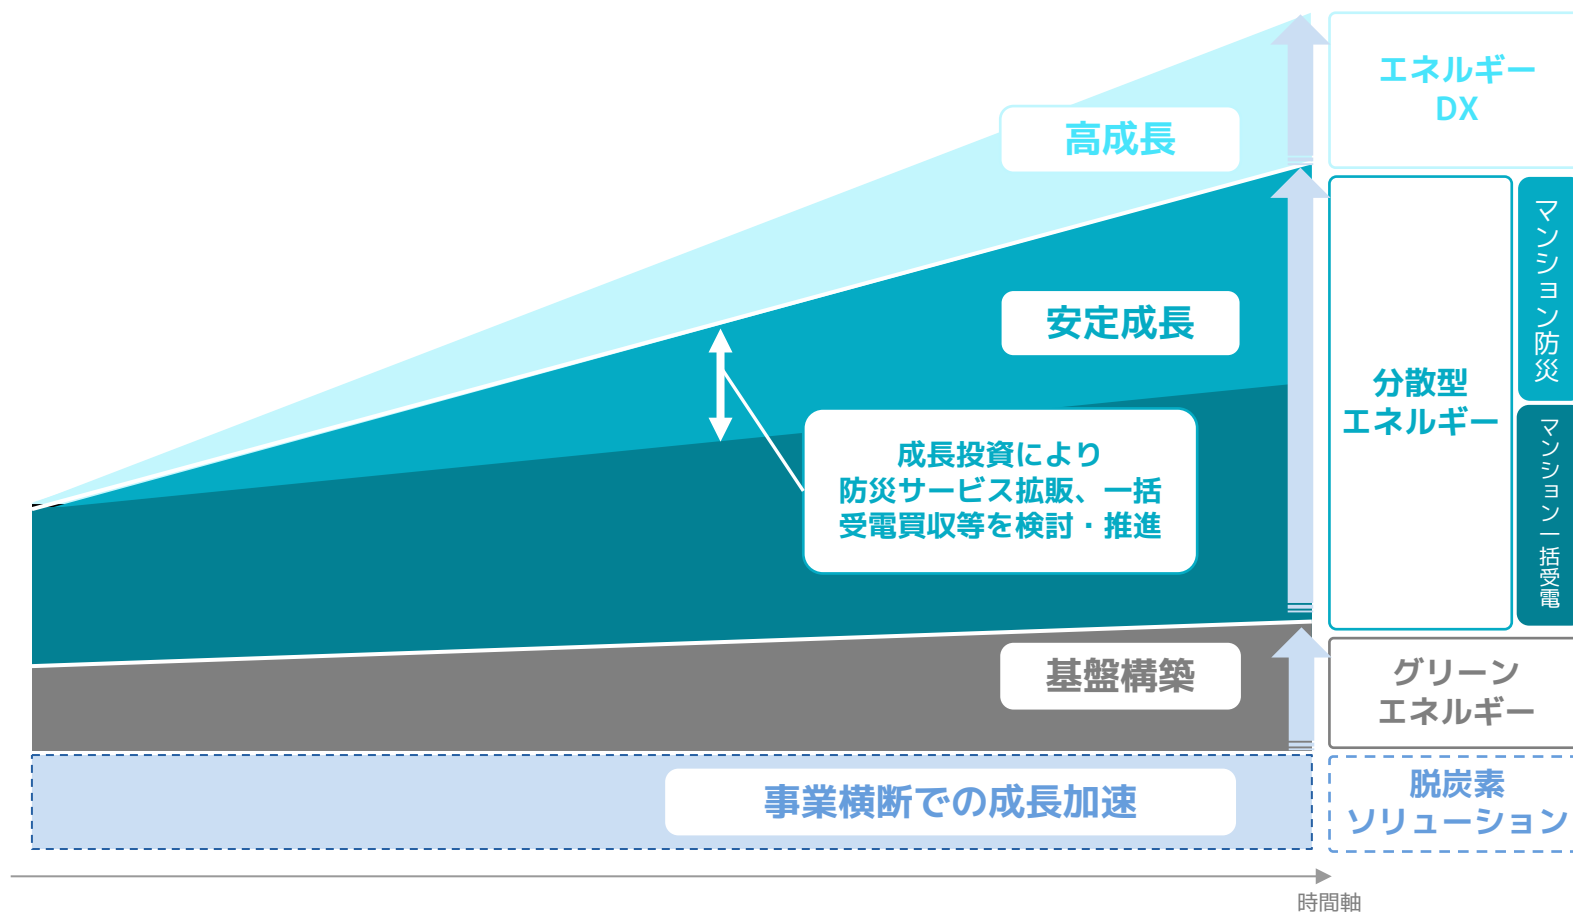 エネルギー
DX
高成長
マンション防災
安定成長
分散型
エネルギー
成長投資により
防災サービス拡販、一括
受電買収等を検討・推進
マンション一括受電
基盤構築
グリーン
エネルギー
事業横断での成長加速
脱炭素
ソリューション
時間軸